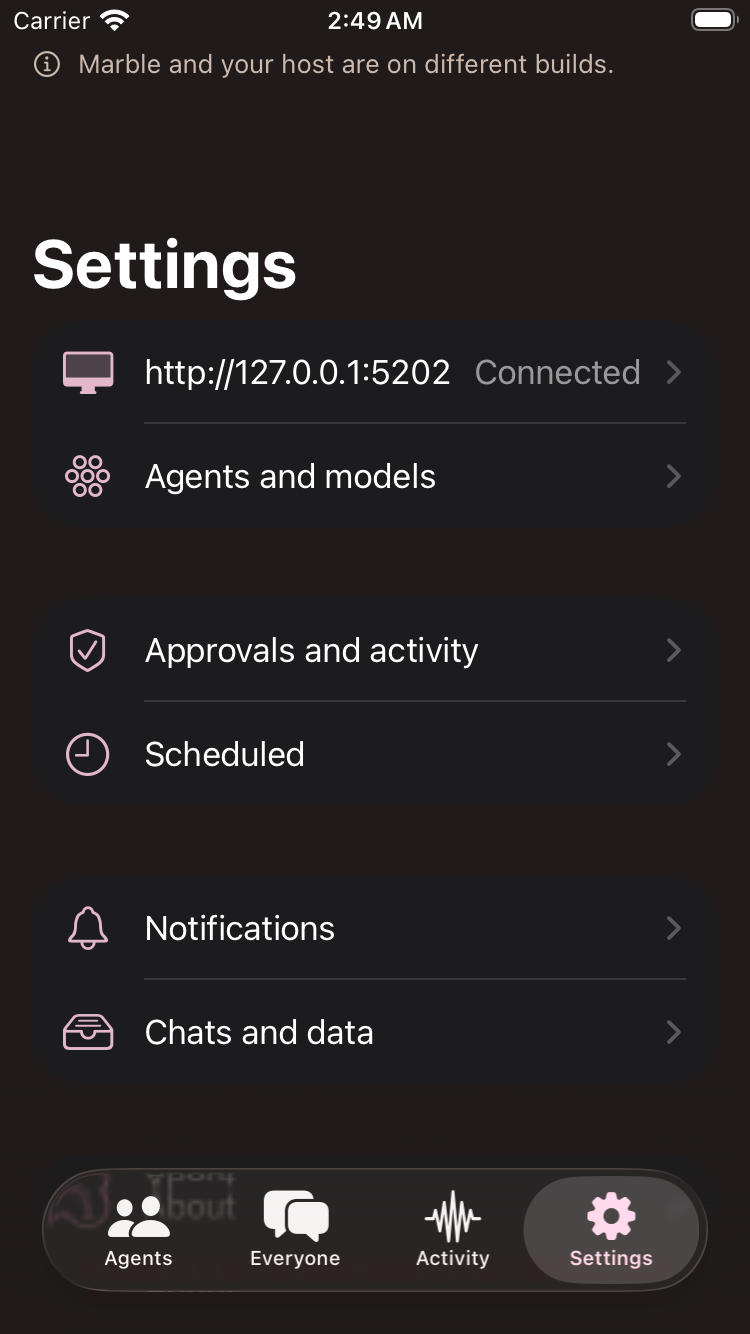 Carrier 2:49 AM
Marble and your host are on different builds.
Settings
http://127.0.0.1:5202 Connected
Agents and models
Approvals and activity
Scheduled
Notifications
Chats and data
About
Agents Everyone Activity Settings